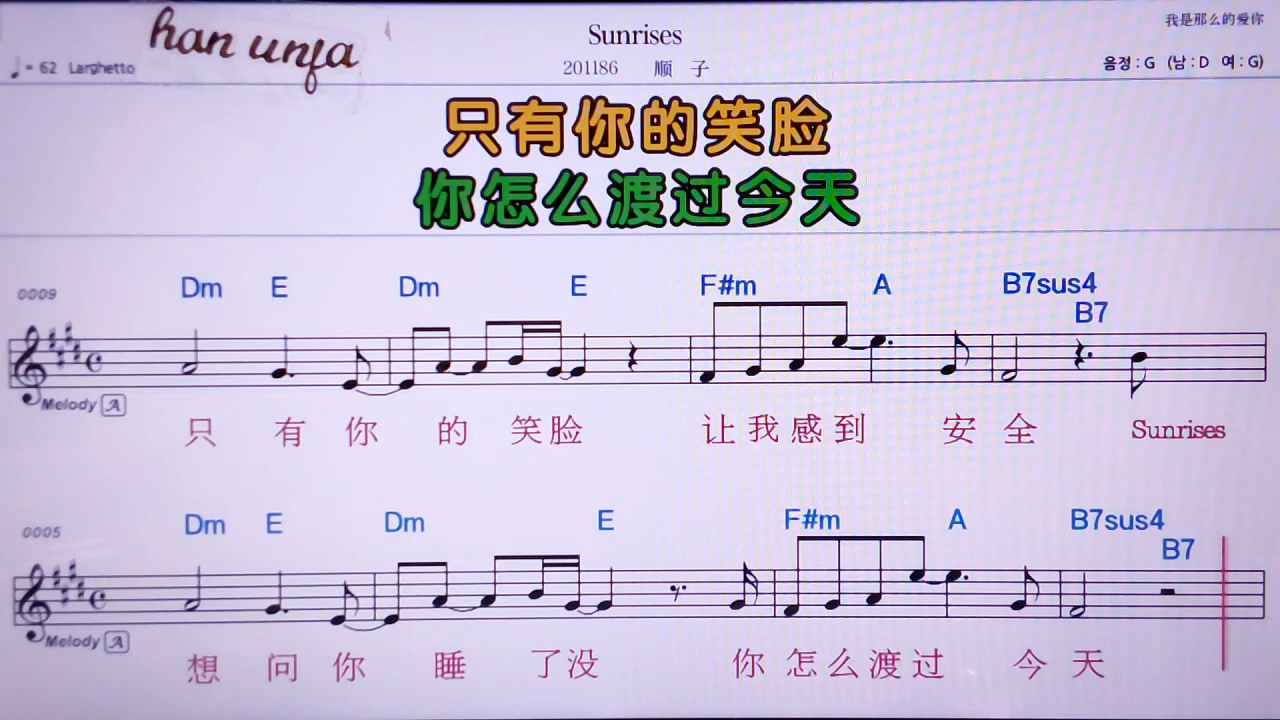 han unfa
Sunrises
我是那么的爱你
♩= 62 Larghetto
201186 顺子
음정 : G (남 : D 여 : G)
只有你的笑脸
你怎么渡过今天
0009 Dm E Dm E F#m A B7sus4
B7
Melody A
只 有 你 的 笑脸 让我感到 安 全 Sunrises
0005 Dm E Dm E F#m A B7sus4
B7
Melody A
想 问 你 睡 了没 你 怎么渡过 今 天